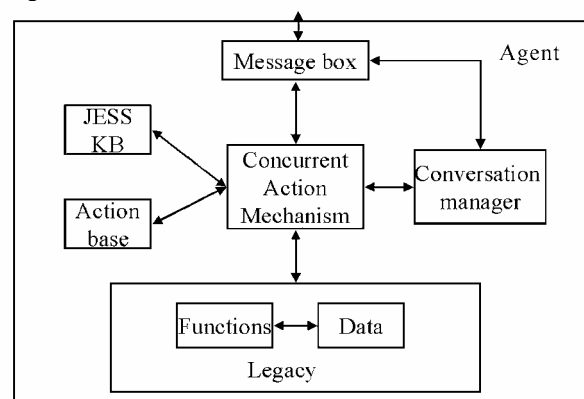 Agent
Message box
JESS
KB
Concurrent
Action
Mechanism
Conversation
manager
Action
base
Functions
Data
Legacy